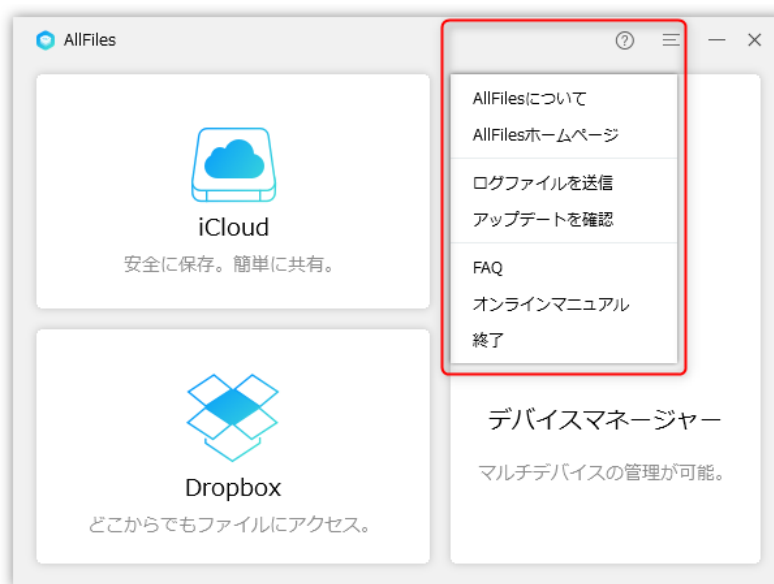 AllFiles
iCloud
安全に保存。簡単に共有。
Dropbox
どこからでもファイルにアクセス。
AllFilesについて
AllFilesホームページ
ログファイルを送信
アップデートを確認
FAQ
オンラインマニュアル
終了
デバイスマネージャー
マルチデバイスの管理が可能。